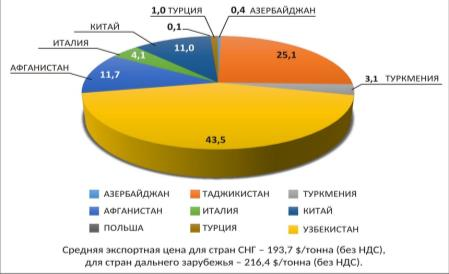 1,0 ТУРЦИЯ
0,4 АЗЕРБАЙДЖАН
КИТАЙ
0,1
ИТАЛИЯ
11,0
25,1
4,1
АФГАНИСТАН
11,7
3,1 ТУРКМЕНИЯ
43,5
АЗЕРБАЙДЖАН ТАДЖИКИСТАН ТУРКМЕНИЯ
АФГАНИСТАН ИТАЛИЯ КИТАЙ
ПОЛЬША ТУРЦИЯ УЗБЕКИСТАН
Средняя экспортная цена для стран СНГ – 193,7 $/тонна (без НДС),
для стран дальнего зарубежья – 216,4 $/тонна (без НДС).